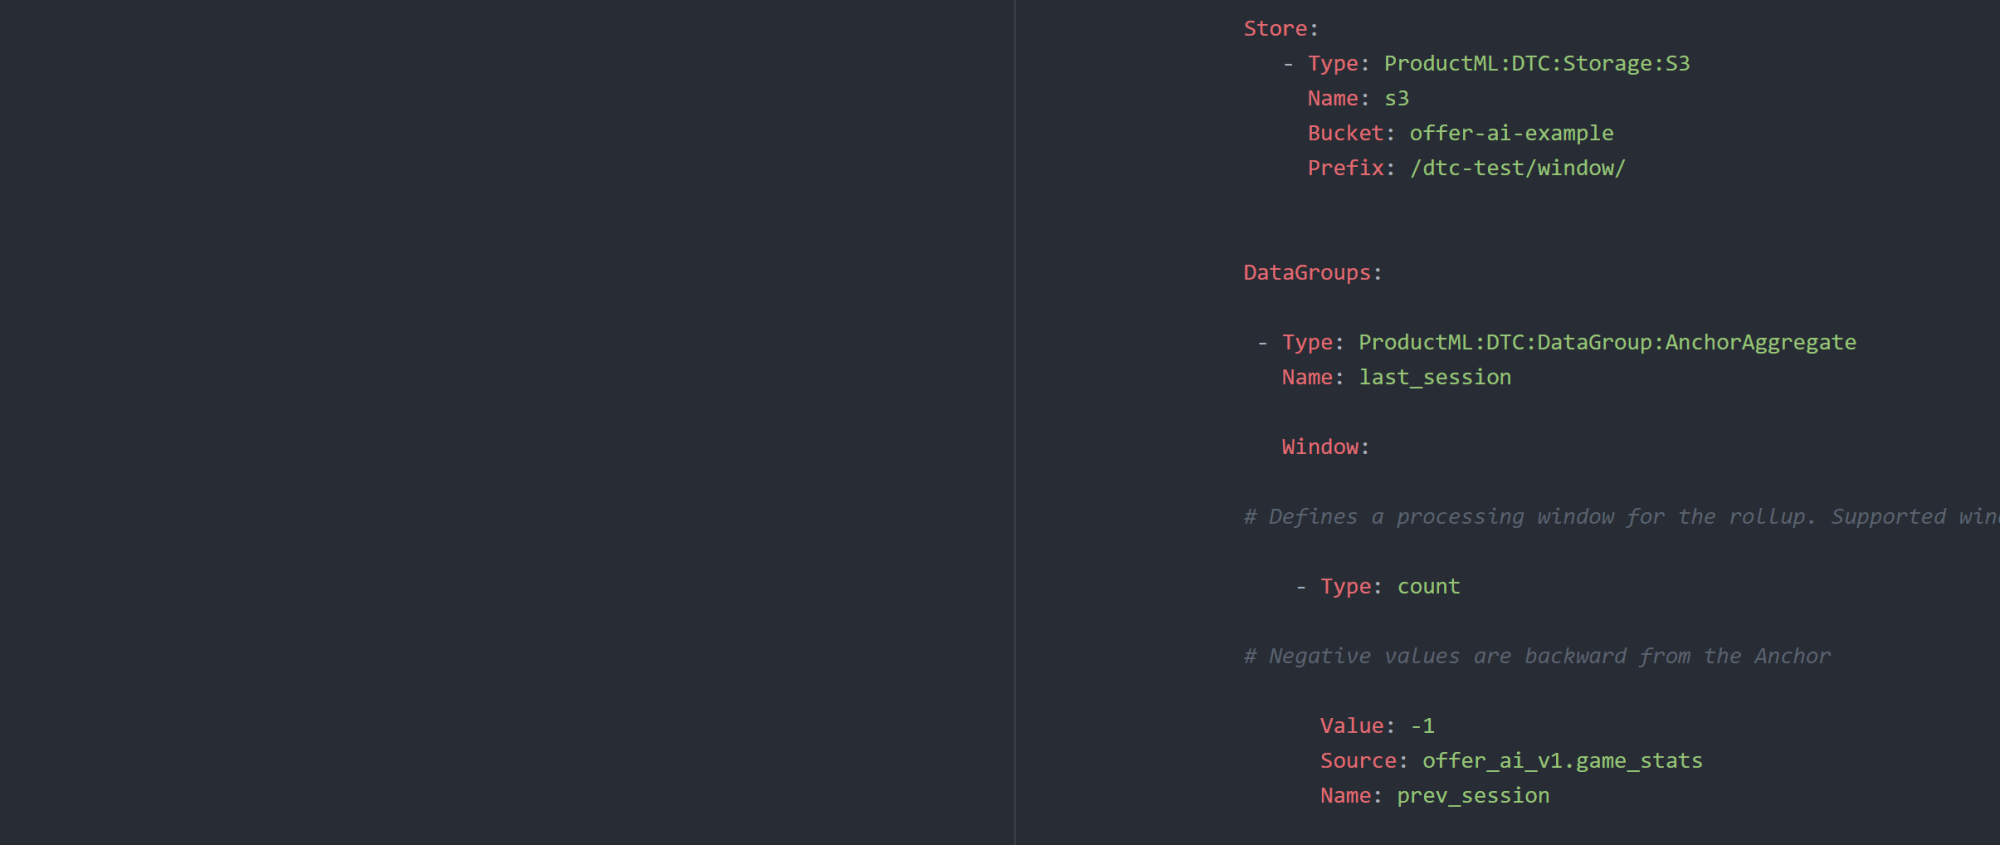 Store:
- Type: ProductML:DTC:Storage:S3
Name: s3
Bucket: offer-ai-example
Prefix: /dtc-test/window/
DataGroups:
- Type: ProductML:DTC:DataGroup:AnchorAggregate
Name: last_session
Window:
# Defines a processing window for the rollup. Supported
- Type: count
# Negative values are backward from the Anchor
Value: -1
Source: offer_ai_v1.game_stats
Name: prev_session